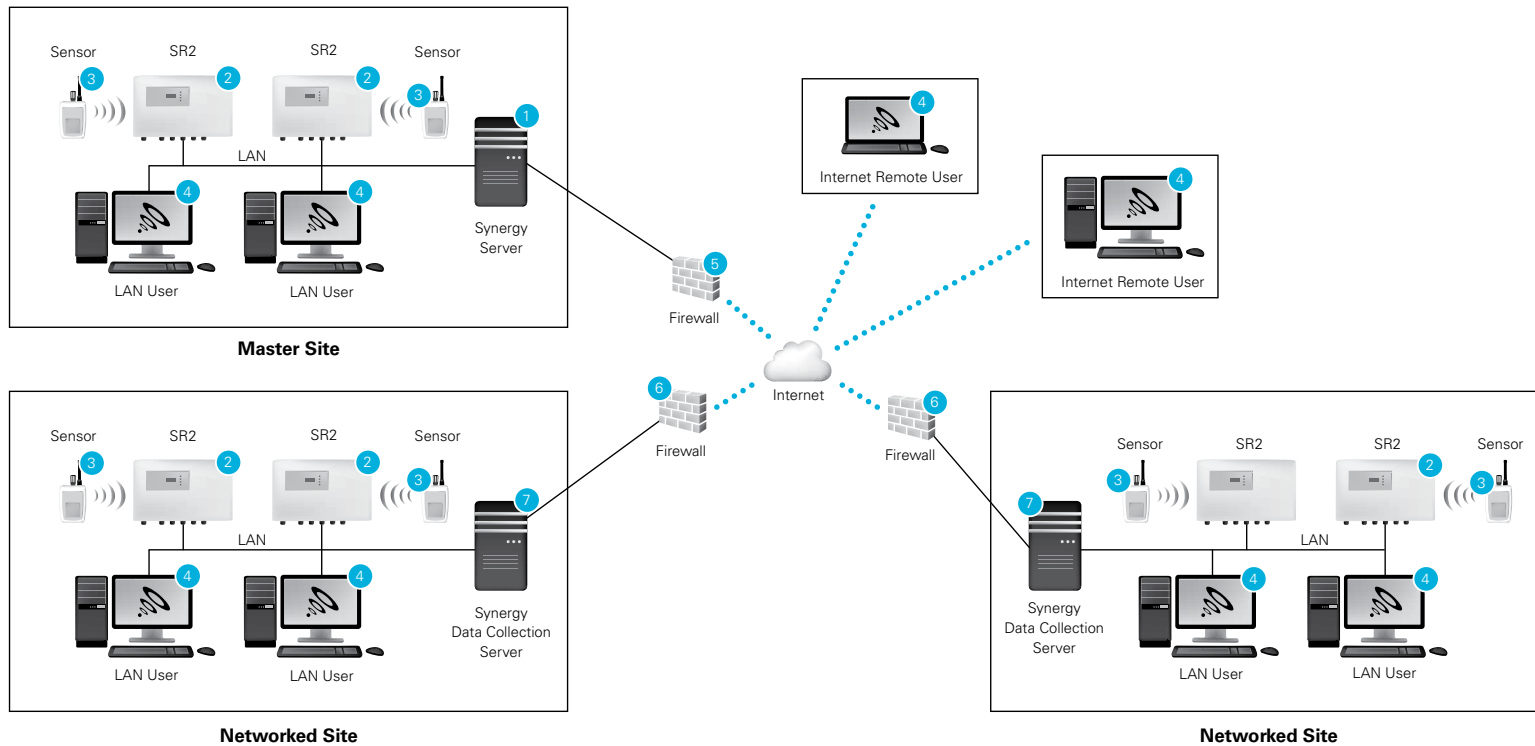 Sensor
SR2
SR2
Sensor
3
2
2
3
1
LAN
4
4
Synergy
Server
LAN User
LAN User
Master Site
4
Internet Remote User
4
Internet Remote User
5
Firewall
Internet
6
Firewall
6
Firewall
Sensor
SR2
SR2
Sensor
3
2
2
3
7
LAN
4
4
Synergy
Data Collection
Server
LAN User
LAN User
Networked Site
Sensor
SR2
SR2
Sensor
3
2
3
7
LAN
4
4
Synergy
Data Collection
Server
LAN User
LAN User
Networked Site